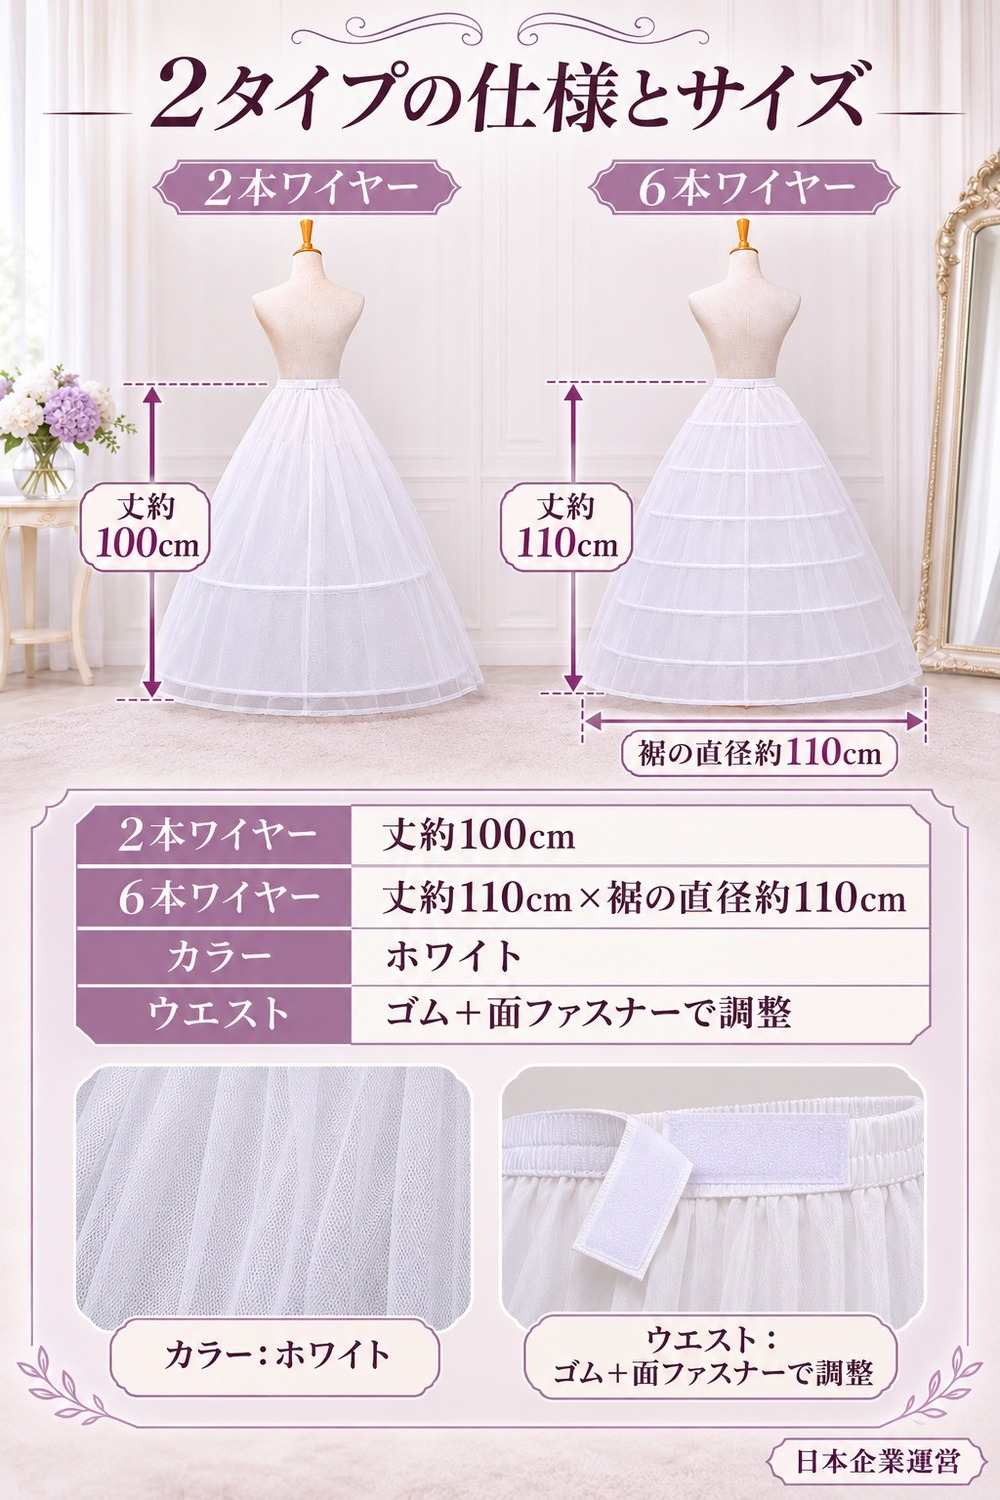 2タイプの仕様とサイズ
2本ワイヤー
6本ワイヤー
丈約
100cm
丈約
110cm
裾の直径約110cm
2本ワイヤー 丈約100cm
6本ワイヤー 丈約110cm×裾の直径約110cm
カラー ホワイト
ウエスト ゴム＋面ファスナーで調整
カラー：ホワイト
ウエスト：
ゴム＋面ファスナーで調整
日本企業運営